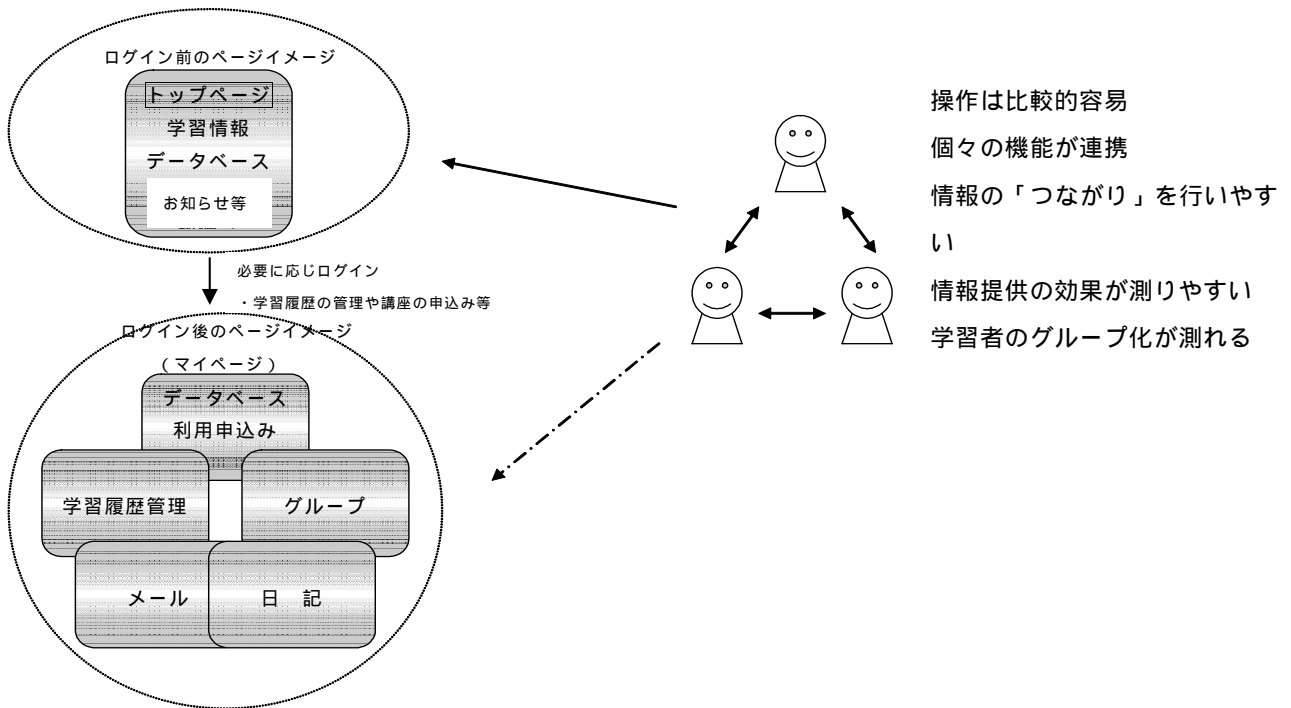 ログイン前のページイメージ
トップページ
学習情報
データベース
お知らせ等
必要に応じログイン
・学習履歴の管理や講座の申込み等
ログイン後のページイメージ
（マイページ）
データベース
利用申込み
学習履歴管理
グループ
メール
日　記
操作は比較的容易
個々の機能が連携
情報の「つながり」を行いやす
い
情報提供の効果が測りやすい
学習者のグループ化が測れる